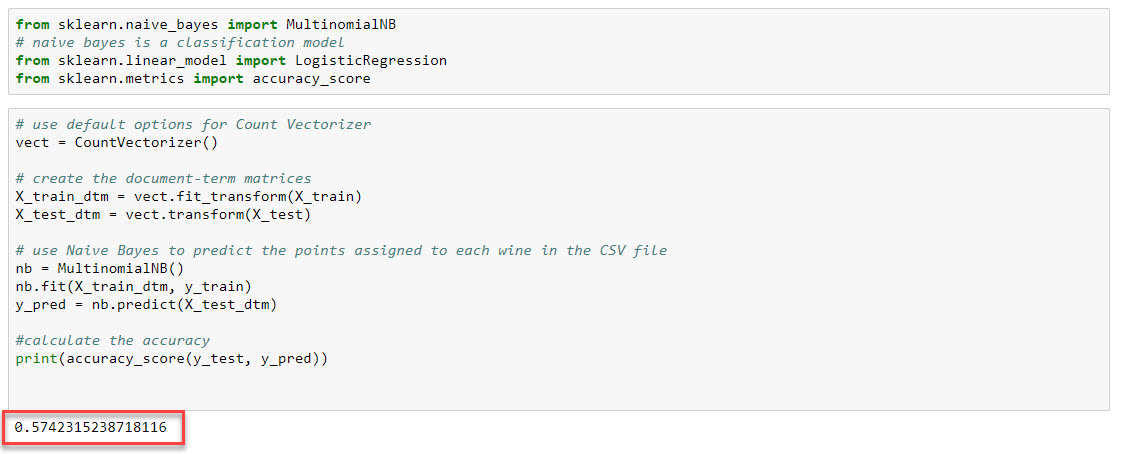 from sklearn.naive_bayes import MultinomialNB
# naive bayes is a classification model
from sklearn.linear_model import LogisticRegression
from sklearn.metrics import accuracy_score
# use default options for Count Vectorizer
vect = CountVectorizer()
# create the document-term matrices
X_train_dtm = vect.fit_transform(X_train)
X_test_dtm = vect.transform(X_test)
# use Naive Bayes to predict the points assigned to each wine in the CSV file
nb = MultinomialNB()
nb.fit(X_train_dtm, y_train)
y_pred = nb.predict(X_test_dtm)
#calculate the accuracy
print(accuracy_score(y_test, y_pred))
0.5742315238718116